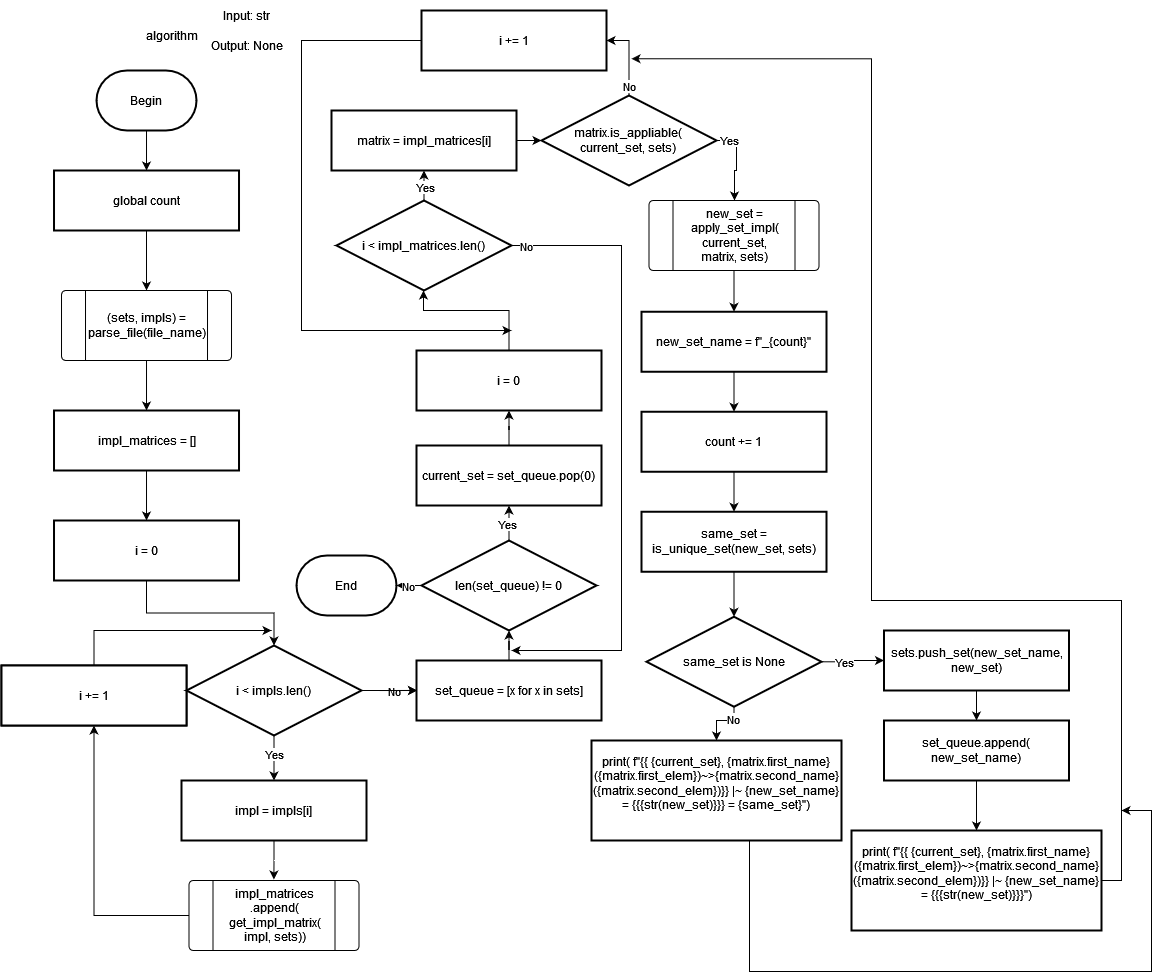 algorithm
Input: str
Output: None
Begin
global count
(sets, impls) =
parse_file(file_name)
impl_matrices = []
i = 0
i < impls.len()
Yes
No
impl = impls[i]
impl_matrices
.append(
get_impl_matrix(
impl, sets))
i += 1
set_queue = [x for x in sets]
len(set_queue) != 0
No
End
Yes
current_set = set_queue.pop(0)
i = 0
i < impl_matrices.len()
No
Yes
matrix = impl_matrices[i]
matrix.is_appliable(
current_set, sets)
No
i += 1
Yes
new_set =
apply_set_impl(
current_set,
matrix, sets)
new_set_name = f"_{count}"
count += 1
same_set =
is_unique_set(new_set, sets)
same_set is None
No
print( f"{{ {current_set}, {matrix.first_name}
({matrix.first_elem})~>{matrix.second_name}
({matrix.second_elem})}} |~ {new_set_name}
= {{{str(new_set)}}} = {same_set}")
Yes
sets.push_set(new_set_name,
new_set)
set_queue.append(
new_set_name)
print( f"{{ {current_set}, {matrix.first_name}
({matrix.first_elem})~>{matrix.second_name}
({matrix.second_elem})}} |~ {new_set_name}
= {{{str(new_set)}}}")